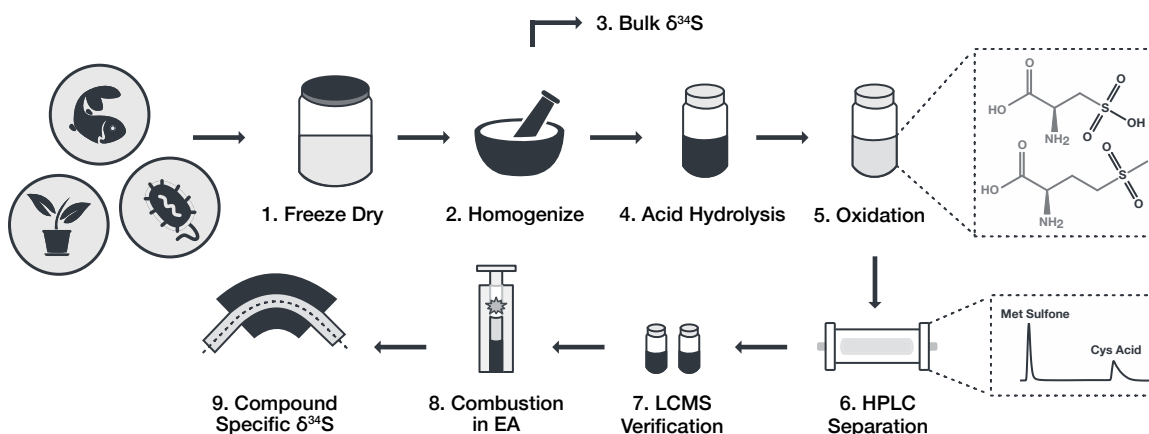 3. Bulk δ³⁴S
1. Freeze Dry
2. Homogenize
4. Acid Hydrolysis
5. Oxidation
O
HO
NH₂
O
S
OH
O
O
HO
NH₂
O
S
O
Met Sulfone
Cys Acid
9. Compound
Specific δ³⁴S
8. Combustion
in EA
7. LCMS
Verification
6. HPLC
Separation